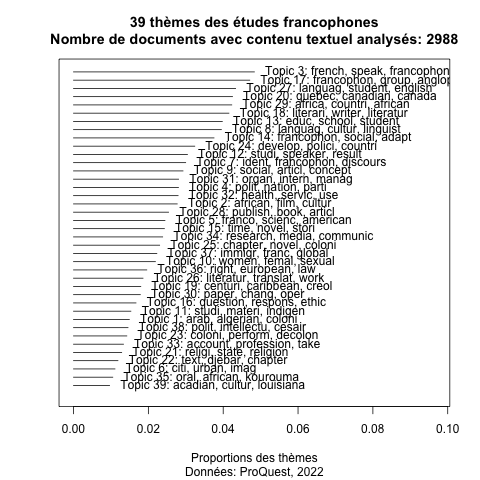 39 thèmes des études francophones
Nombre de documents avec contenu textuel analysés: 2988
Topic 3: french, speak, francophon
Topic 17: francophon, group, anglop
Topic 27: languag, student, english
Topic 20: quebec, canadian, canada
Topic 29: africa, countri, african
Topic 18: literari, writer, literatur
Topic 13: educ, school, student
Topic 8: languag, cultur, linguist
Topic 14: francophon, social, adapt
Topic 24: develop, polici, countri
Topic 12: studi, speaker, result
Topic 7: ident, francophon, discours
Topic 9: social, articl, concept
Topic 31: organ, intern, manag
Topic 4: polit, nation, parti
Topic 32: health, servic, use
Topic 2: african, film, cultur
Topic 28: publish, book, articl
Topic 5: franco, scienc, american
Topic 15: time, novel, stori
Topic 34: research, media, communic
Topic 25: chapter, novel, coloni
Topic 37: immigr, franc, global
Topic 10: women, femal, sexual
Topic 36: right, european, law
Topic 26: literatur, translat, work
Topic 19: centuri, caribbean, creol
Topic 30: paper, chang, oper
Topic 16: question, respons, ethic
Topic 11: studi, materi, indigen
Topic 1: arab, algerian, coloni
Topic 38: polit, intellectu, césair
Topic 23: coloni, perform, decolon
Topic 33: account, profession, take
Topic 21: religi, state, religion
Topic 22: text, djebar, chapter
Topic 6: citi, urban, imag
Topic 35: oral, african, kourouma
Topic 39: acadian, cultur, louisiana
0.00 0.02 0.04 0.06 0.08 0.10
Proportions des thèmes
Données: ProQuest, 2022